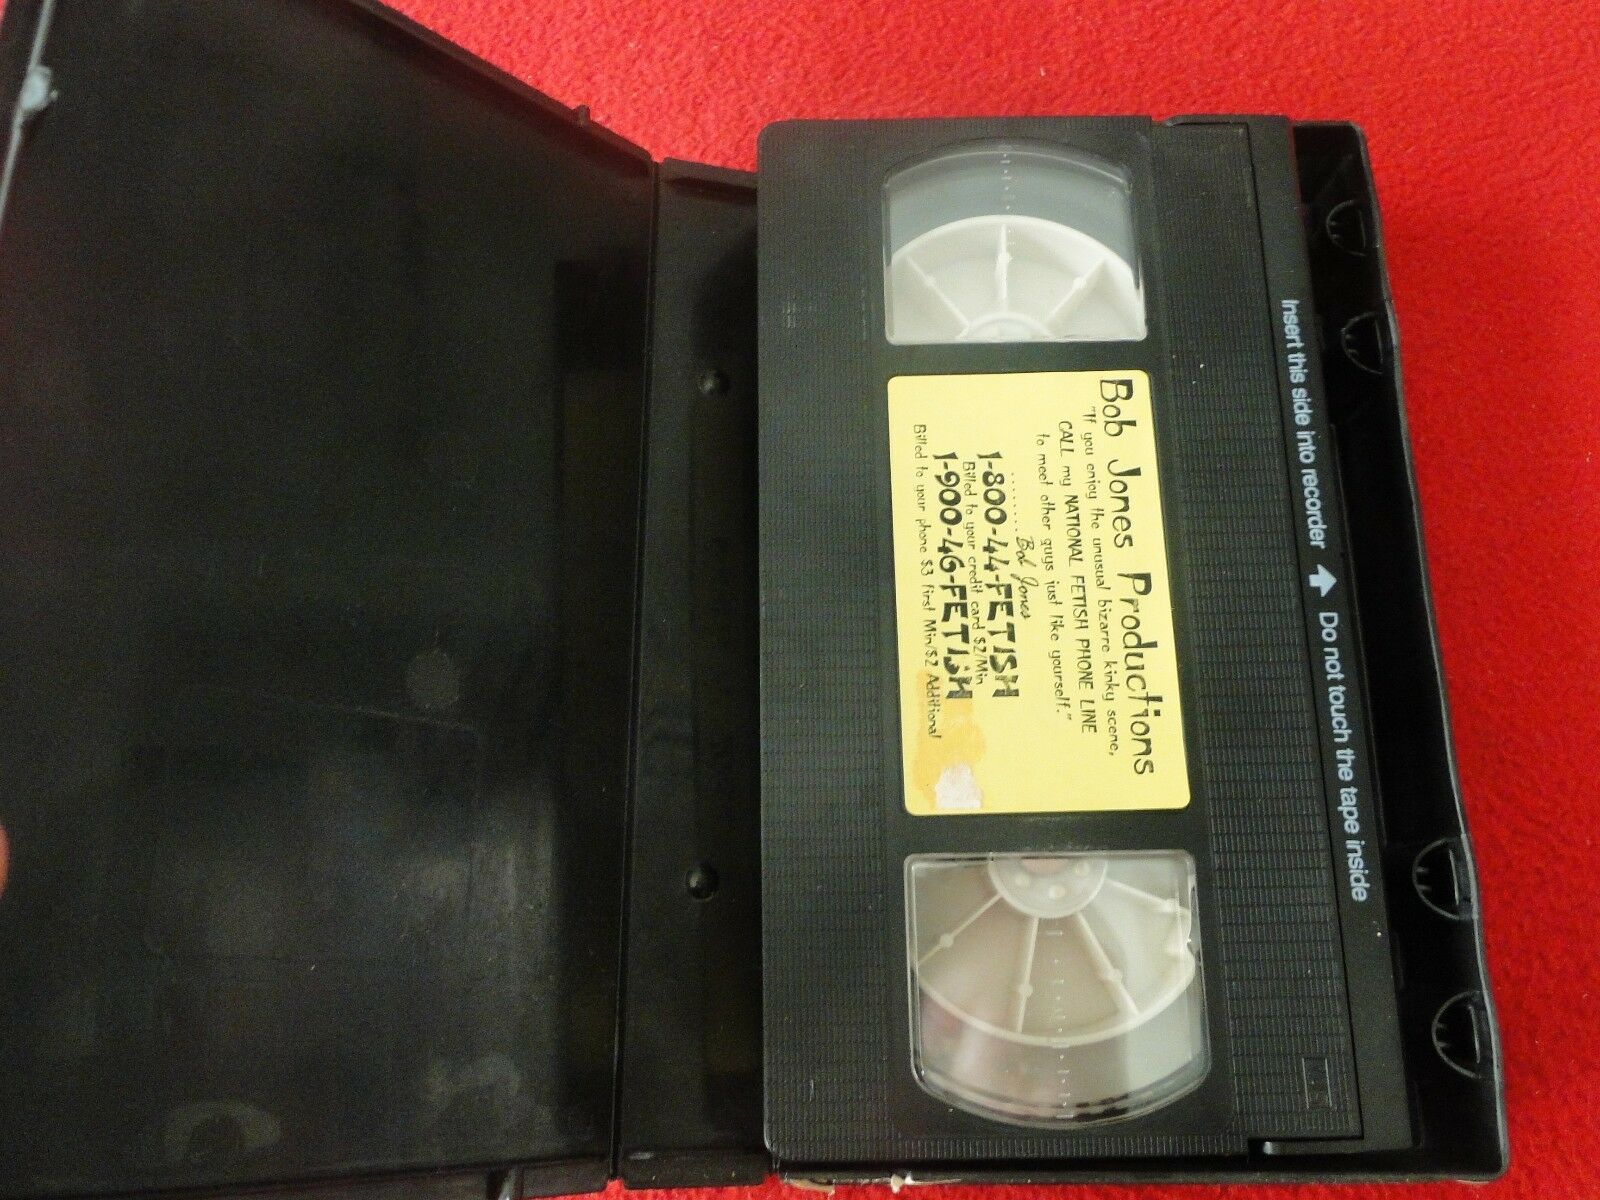 Bob Jones Productions
"If you enjoy the unusual bizarre kinky scene,
CALL my NATIONAL FETISH PHONE LINE
to meet other guys just like yourself."
........ Bob Jones
1-800-44-FETISH
Billed to your credit card $2/Min
1-900-46-FETISH
Billed to your phone $3 First Min/$2 Additional
Insert this side into recorder ⬆ Do not touch the tape inside